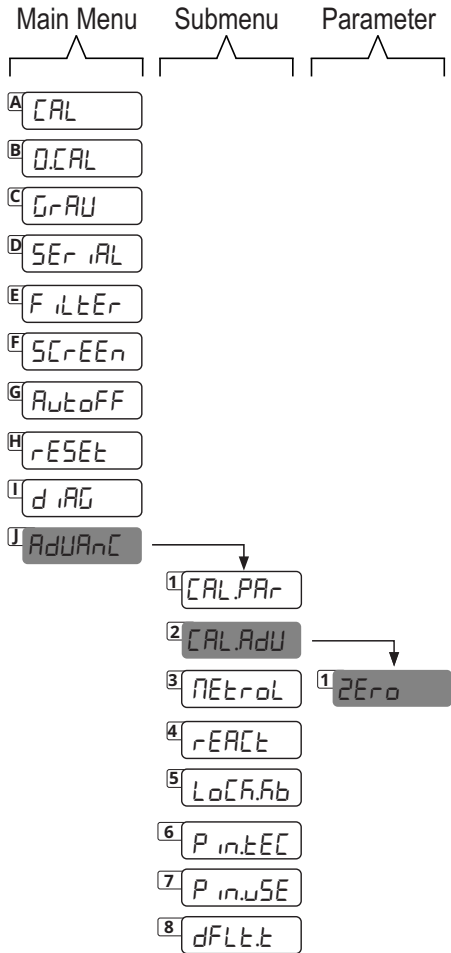 Main Menu Submenu Parameter
A CAL
B 0.CAL
C GrAV
D SEriAL
E FiLtEr
F SCrEEn
G AutoFF
H rESEt
I diAG
J AdVAnC
1 CAL.PAr
2 CAL.AdV
3 MEtroL 1 ZEro
4 rEACt
5 LoCK.Kb
6 Pin.tEC
7 Pin.uSE
8 dFLt.t